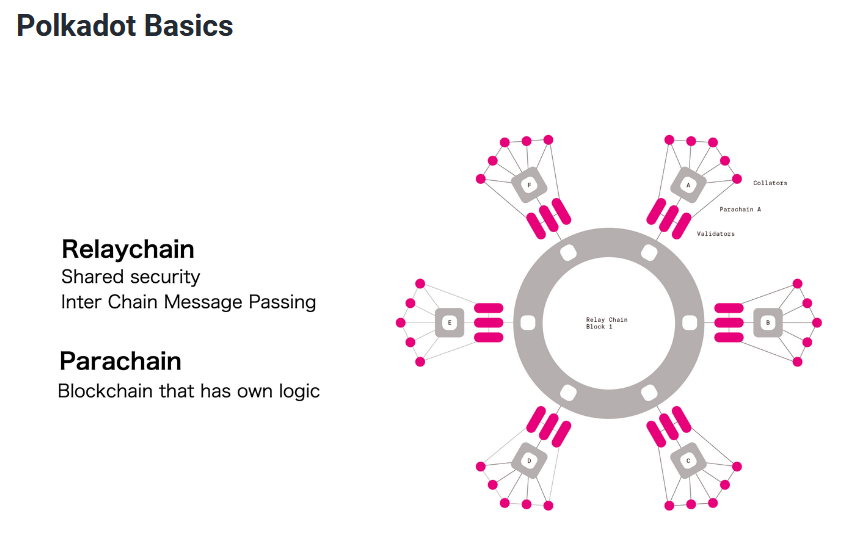 Polkadot Basics
Relaychain
Shared security
Inter Chain Message Passing
Parachain
Blockchain that has own logic
F
A
Collators
Parachain A
Validators
E
Relay Chain
Block 1
B
D
C